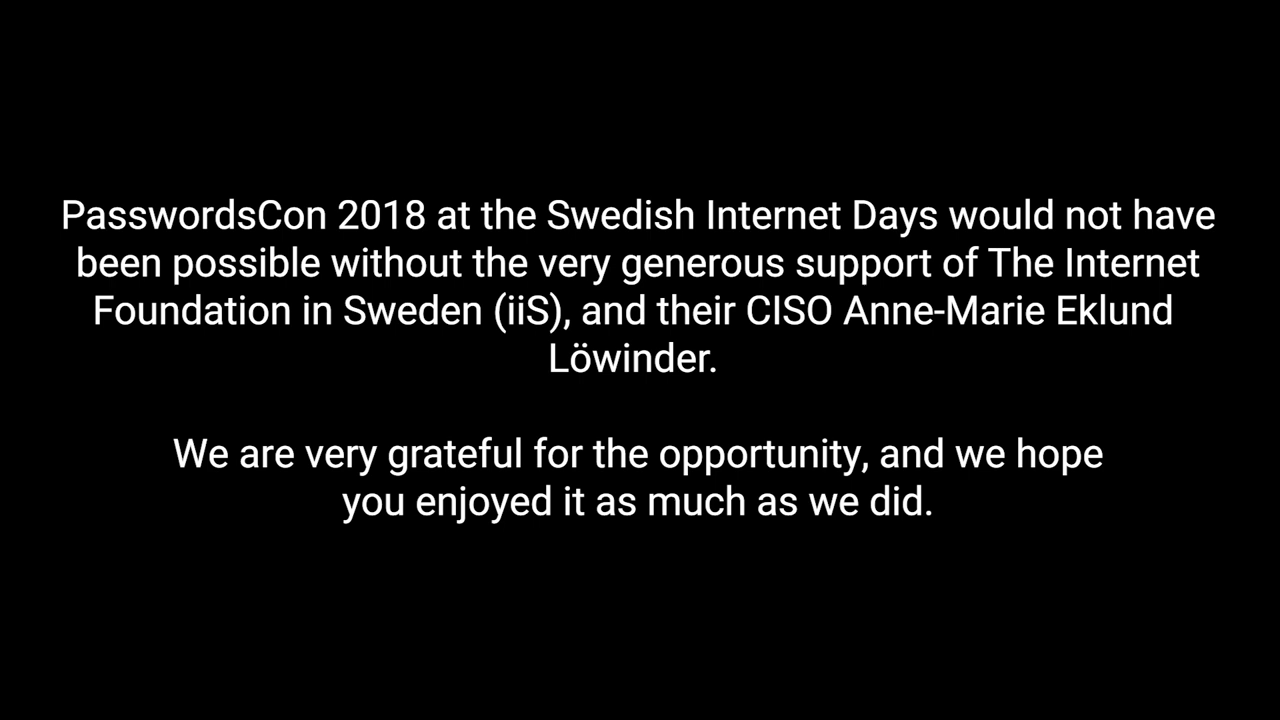 PasswordsCon 2018 at the Swedish Internet Days would not have
been possible without the very generous support of The Internet
Foundation in Sweden (iiS), and their CISO Anne-Marie Eklund
Löwinder.
We are very grateful for the opportunity, and we hope
you enjoyed it as much as we did.